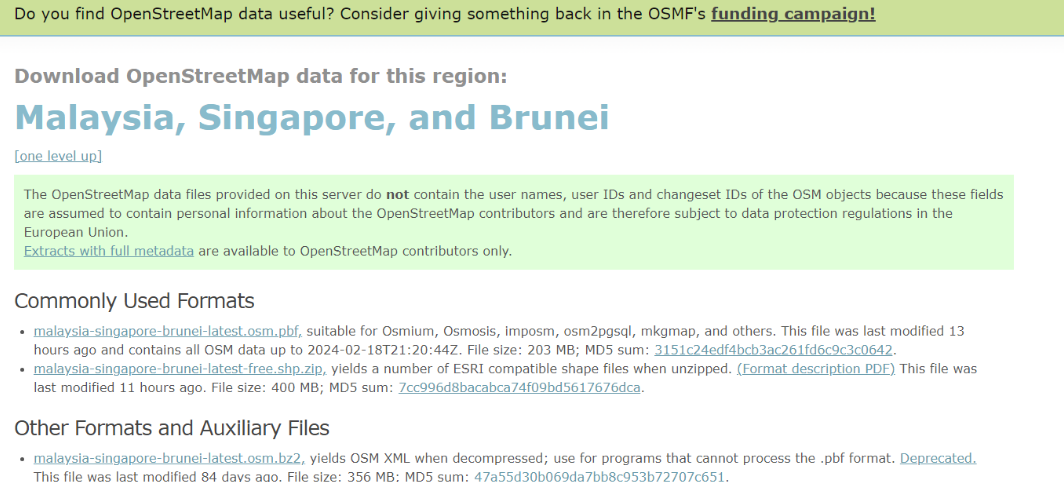 Do you find OpenStreetMap data useful? Consider giving something back in the OSMF's funding campaign!
Download OpenStreetMap data for this region:
Malaysia, Singapore, and Brunei
[one level up]
The OpenStreetMap data files provided on this server do not contain the user names, user IDs and changeset IDs of the OSM objects because these fields
are assumed to contain personal information about the OpenStreetMap contributors and are therefore subject to data protection regulations in the
European Union.
Extracts with full metadata are available to OpenStreetMap contributors only.
Commonly Used Formats
• malaysia-singapore-brunei-latest.osm.pbf, suitable for Osmium, Osmosis, imposm, osm2pgsql, mkgmap, and others. This file was last modified 13
hours ago and contains all OSM data up to 2024-02-18T21:20:44Z. File size: 203 MB; MD5 sum: 3151c24edf4bcb3ac261fd6c9c3c0642.
• malaysia-singapore-brunei-latest-free.shp.zip, yields a number of ESRI compatible shape files when unzipped. (Format description PDF) This file was
last modified 11 hours ago. File size: 400 MB; MD5 sum: 7cc996d8bacabca74f09bd5617676dca.
Other Formats and Auxiliary Files
• malaysia-singapore-brunei-latest.osm.bz2, yields OSM XML when decompressed; use for programs that cannot process the .pbf format. Deprecated.
This file was last modified 84 days ago. File size: 356 MB; MD5 sum: 47a55d30b069da7bb8c953b72707c651.